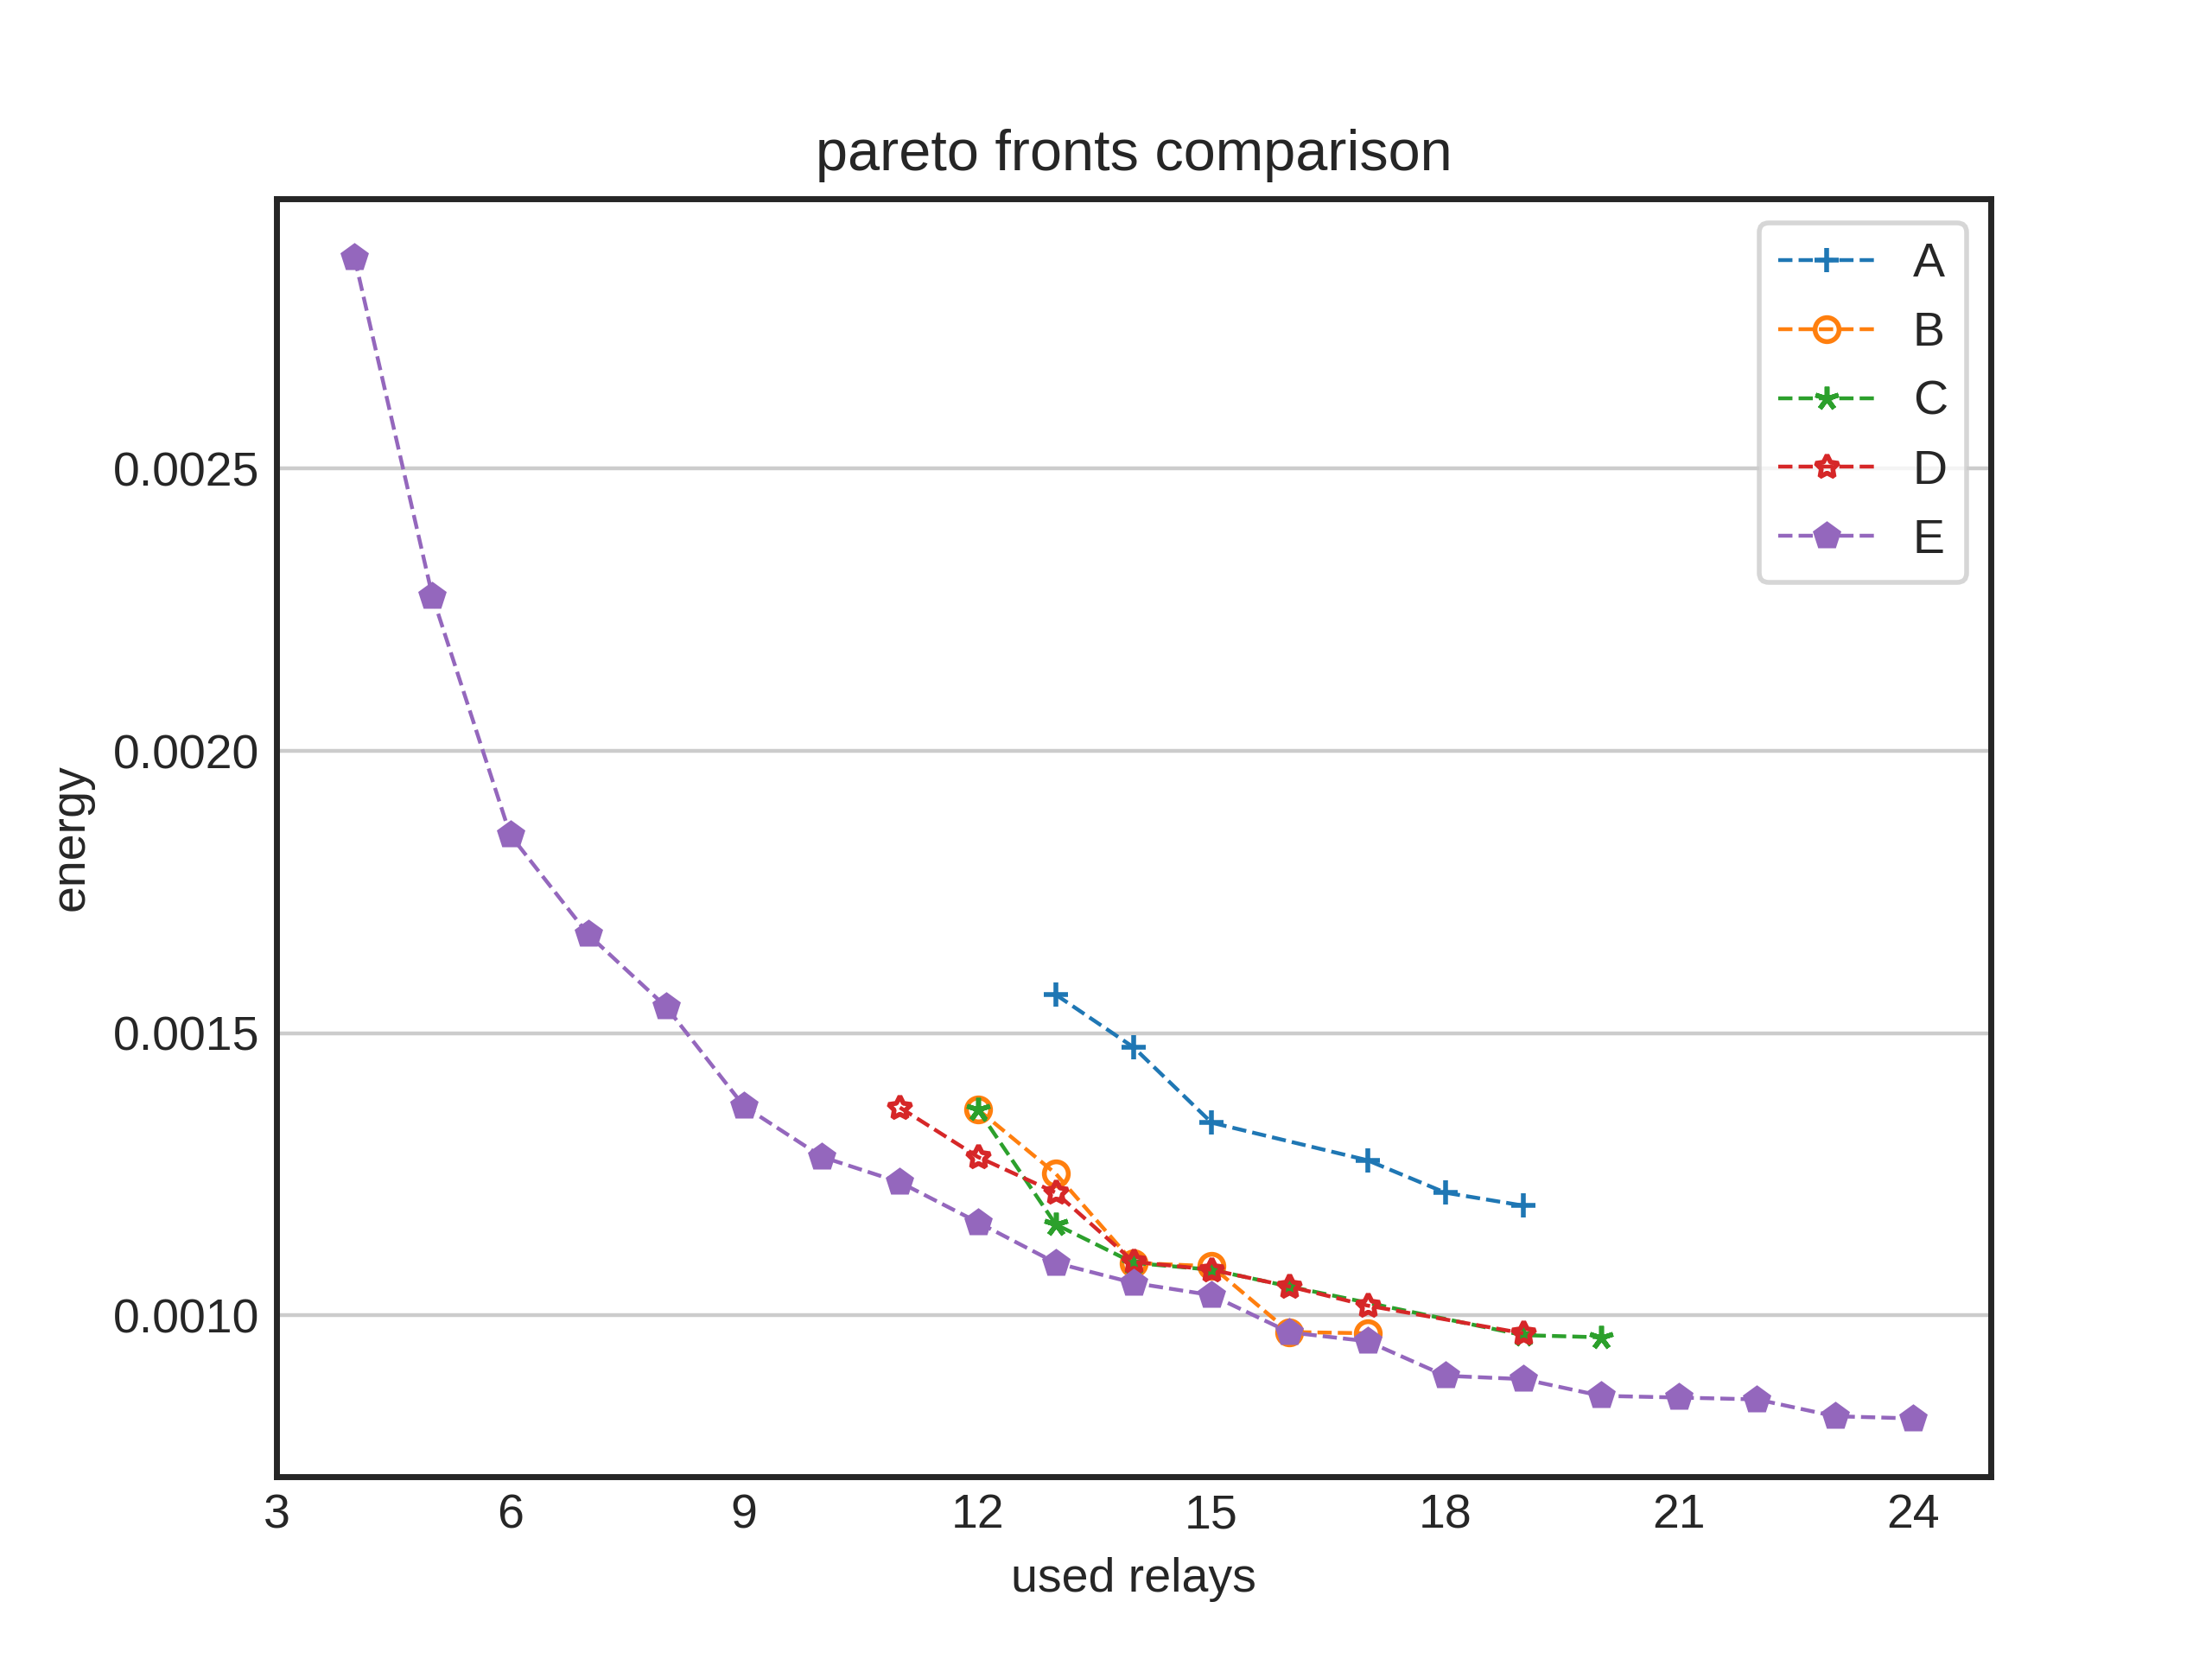 pareto fronts comparison
A
B
C
D
E
0.0025
0.0020
0.0015
0.0010
energy
3 6 9 12 15 18 21 24
used relays